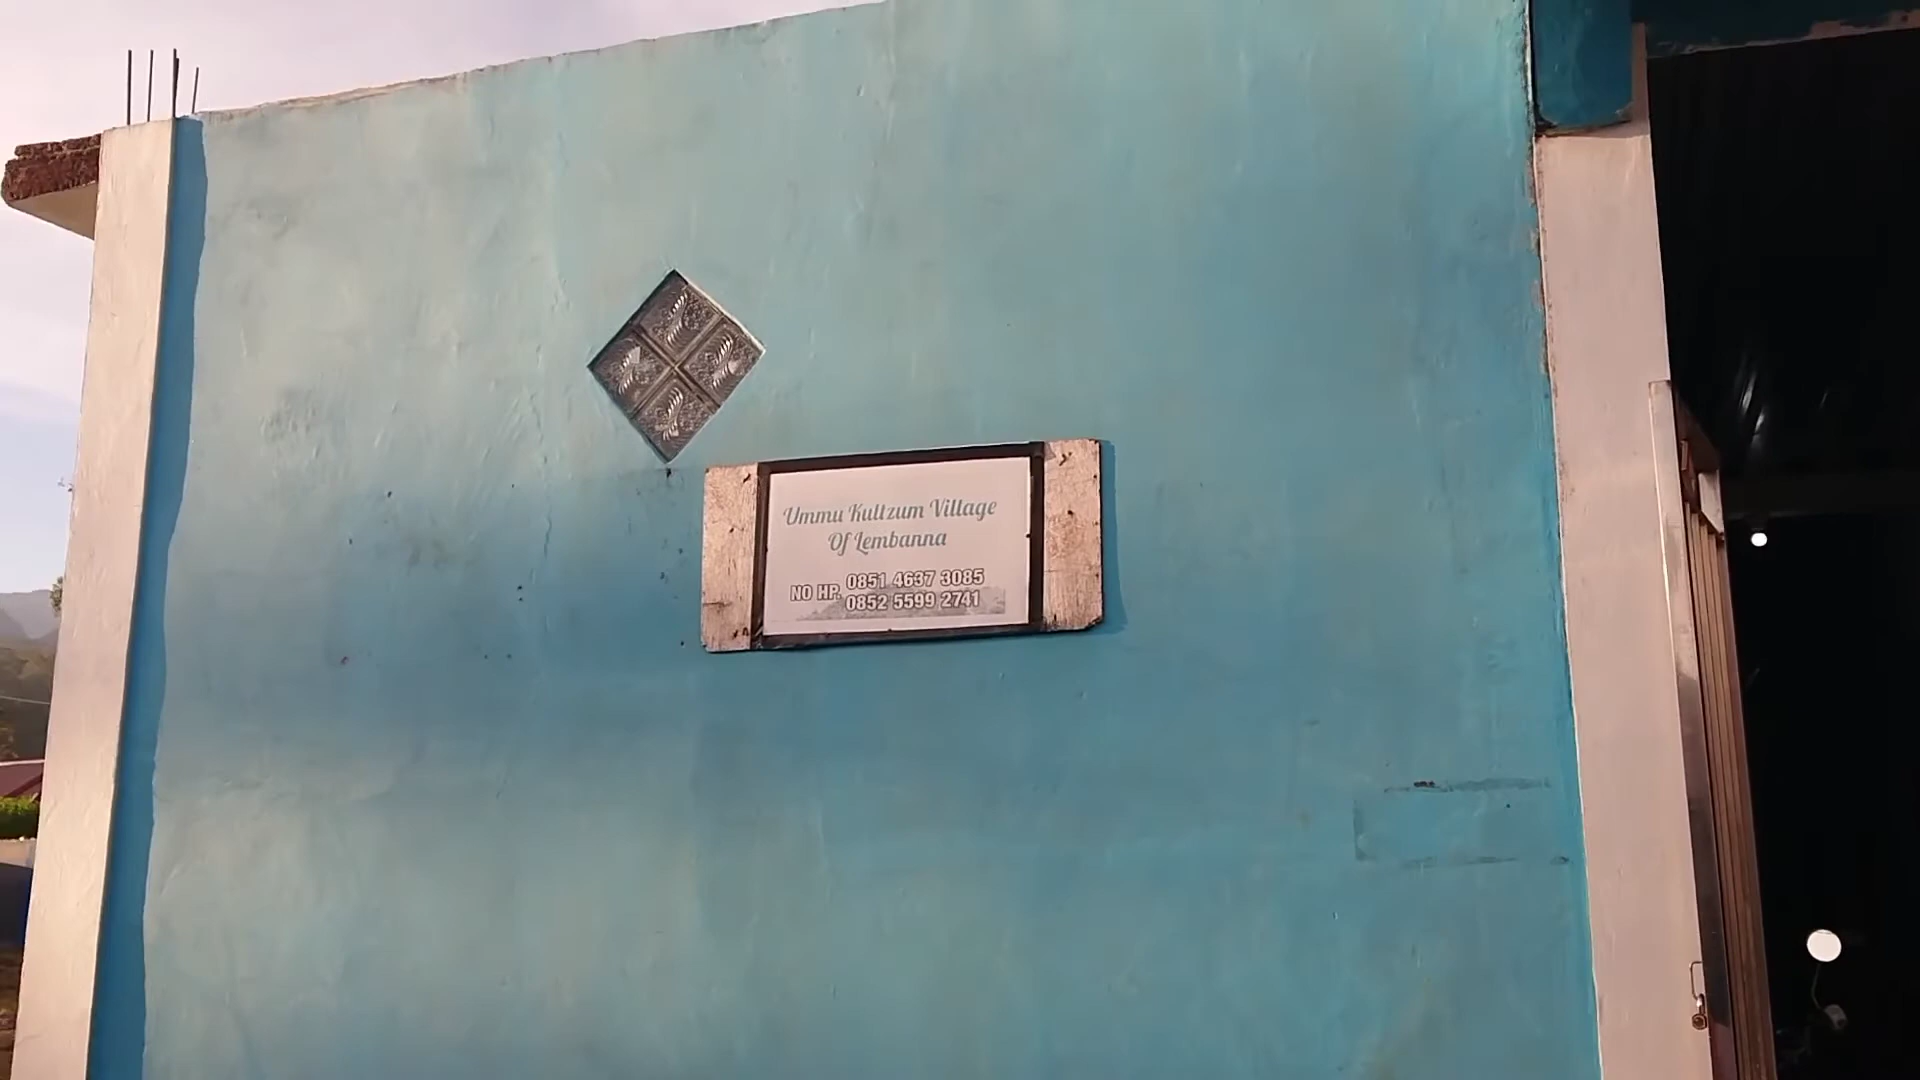 Ummu Kultzum Village
Of Lembanna
NO HP. 0851 4637 3085
0852 5599 2741